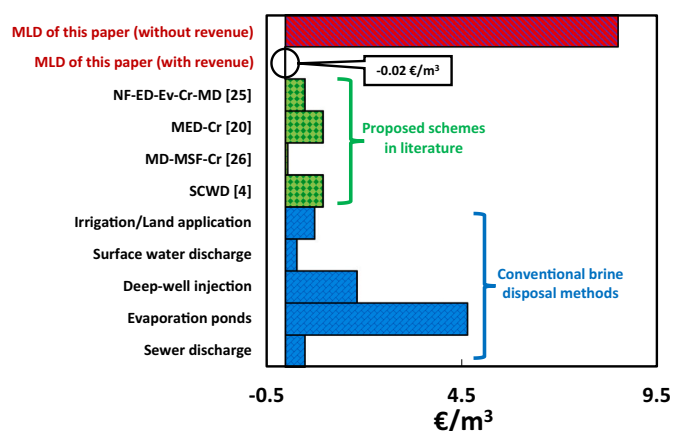 MLD of this paper (without revenue)
MLD of this paper (with revenue)
-0.02 €/m³
NF-ED-Ev-Cr-MD [25]
MED-Cr [20]
Proposed schemes
in literature
MD-MSF-Cr [26]
SCWD [4]
Irrigation/Land application
Surface water discharge
Conventional brine
disposal methods
Deep-well injection
Evaporation ponds
Sewer discharge
-0.5
4.5
9.5
€/m³